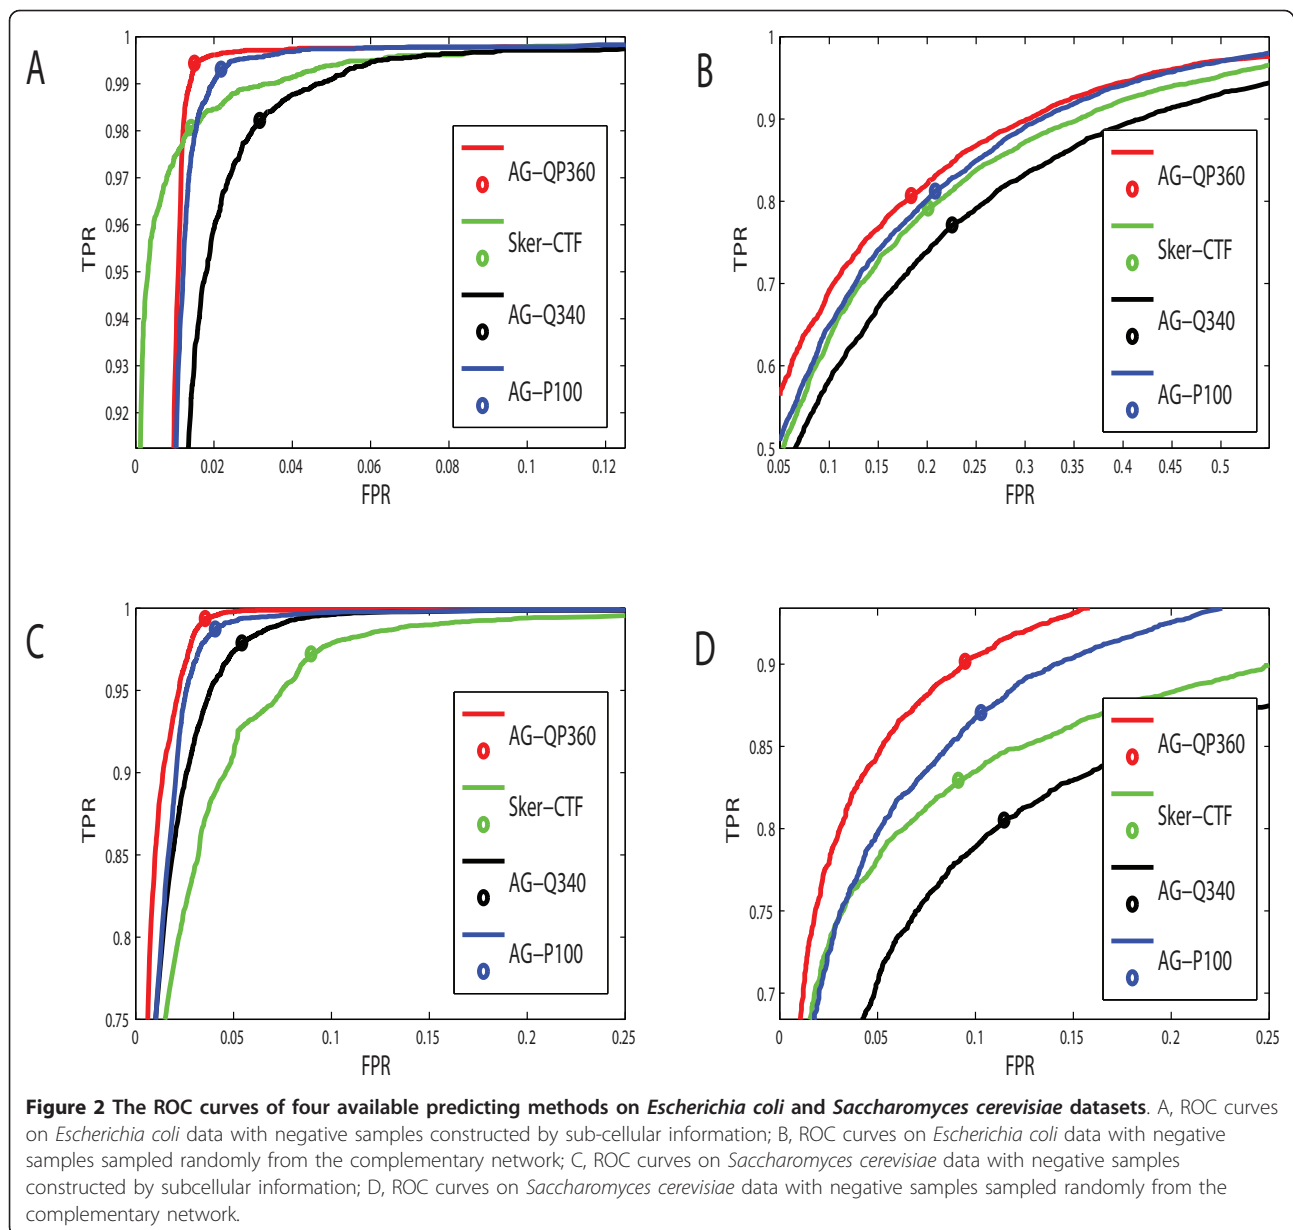 A
1
0.99
0.98
0.97
0.96
0.95
0.94
0.93
0.92
TPR
0 0.02 0.04 0.06 0.08 0.1 0.12
FPR
AG–QP360
Sker–CTF
AG–Q340
AG–P100
B
1
0.9
0.8
0.7
0.6
0.5
TPR
0.05 0.1 0.15 0.2 0.25 0.3 0.35 0.4 0.45 0.5
FPR
AG–QP360
Sker–CTF
AG–Q340
AG–P100
C
1
0.95
0.9
0.85
0.8
0.75
TPR
0 0.05 0.1 0.15 0.2 0.25
FPR
AG–QP360
Sker–CTF
AG–Q340
AG–P100
D
0.9
0.85
0.8
0.75
0.7
TPR
0 0.05 0.1 0.15 0.2 0.25
FPR
AG–QP360
Sker–CTF
AG–Q340
AG–P100
Figure 2 The ROC curves of four available predicting methods on Escherichia coli and Saccharomyces cerevisiae datasets. A, ROC curves
on Escherichia coli data with negative samples constructed by sub-cellular information; B, ROC curves on Escherichia coli data with negative
samples sampled randomly from the complementary network; C, ROC curves on Saccharomyces cerevisiae data with negative samples
constructed by subcellular information; D, ROC curves on Saccharomyces cerevisiae data with negative samples sampled randomly from the
complementary network.